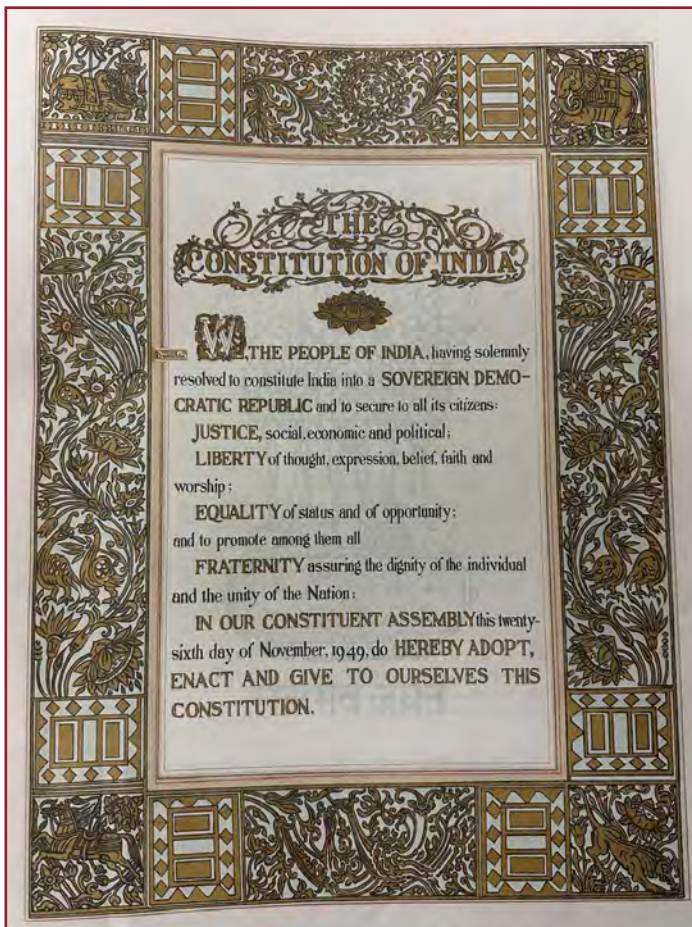 THE
CONSTITUTION OF INDIA
WE, THE PEOPLE OF INDIA, having solemnly
resolved to constitute India into a SOVEREIGN DEMO-
CRATIC REPUBLIC and to secure to all its citizens:
JUSTICE, social, economic and political;
LIBERTY of thought, expression, belief, faith and
worship;
EQUALITY of status and of opportunity;
and to promote among them all
FRATERNITY assuring the dignity of the individual
and the unity of the Nation;
IN OUR CONSTITUENT ASSEMBLY this twenty-
sixth day of November, 1949, do HEREBY ADOPT,
ENACT AND GIVE TO OURSELVES THIS
CONSTITUTION.